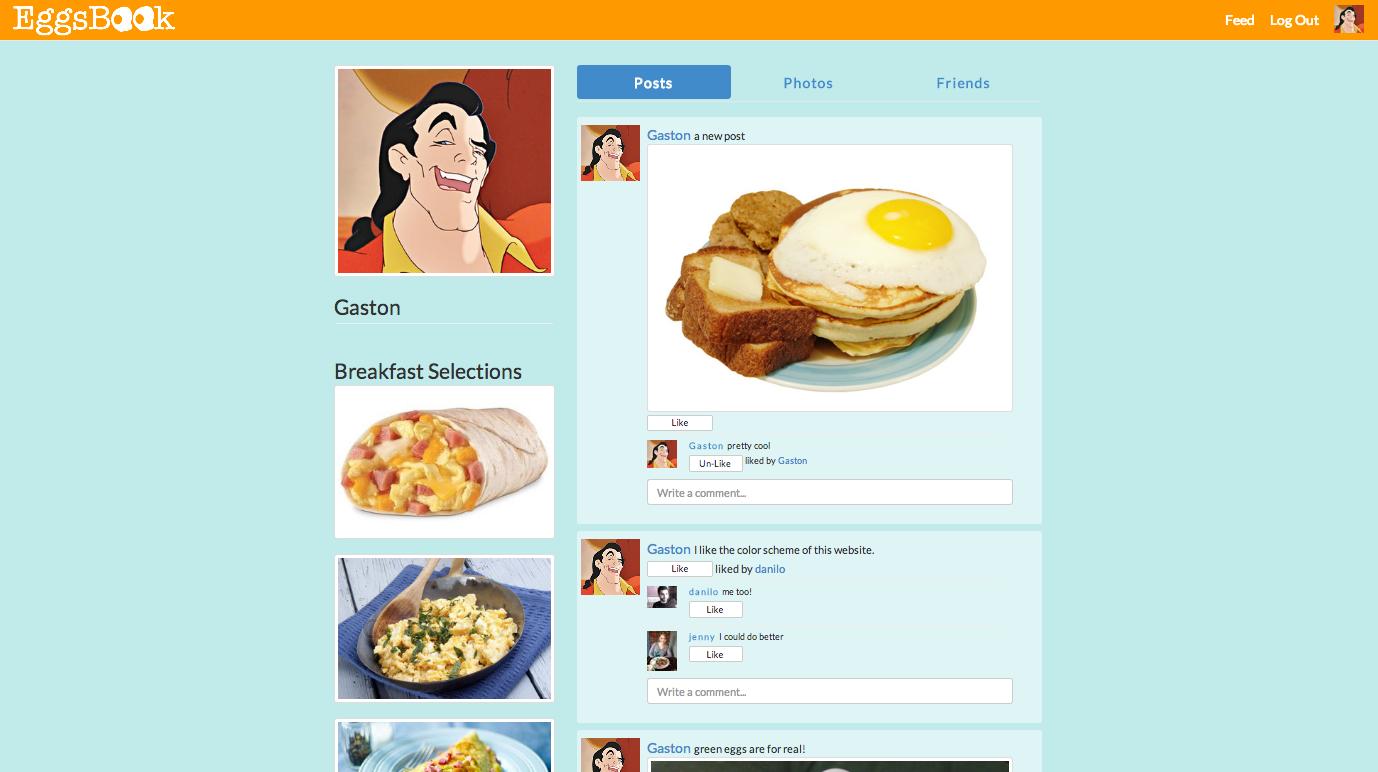 EggsBook
Feed Log Out
Posts Photos Friends
Gaston a new post
Like
Gaston pretty cool
Un-Like liked by Gaston
Write a comment...
Gaston
Breakfast Selections
Gaston I like the color scheme of this website.
Like liked by danilo
danilo me too!
Like
jenny I could do better
Like
Write a comment...
Gaston green eggs are for real!